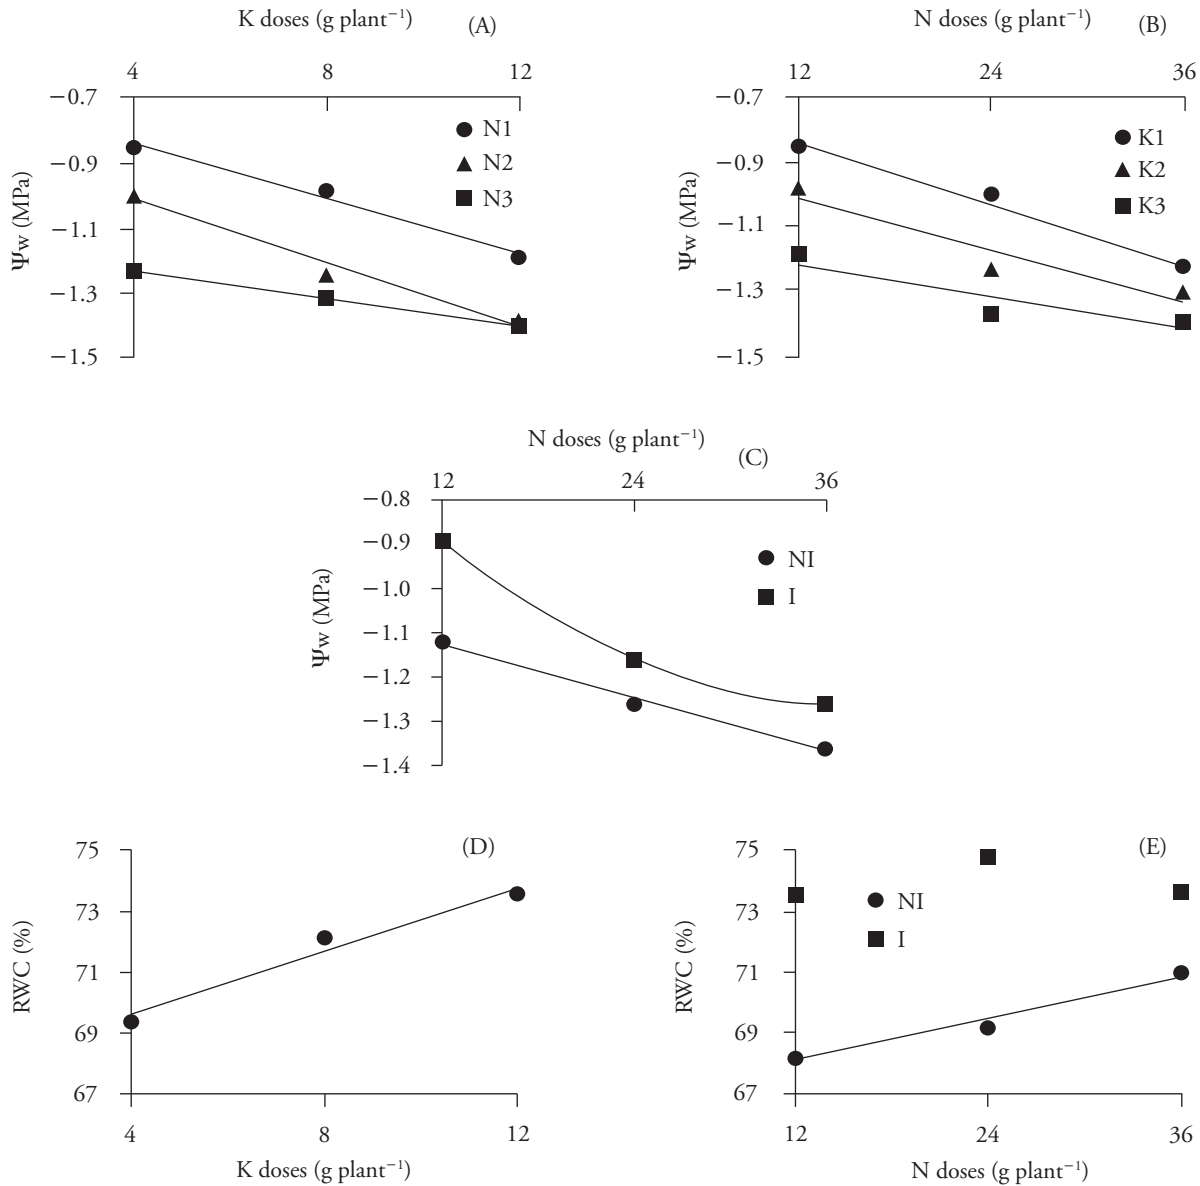 K doses (g plant⁻¹)
(A)
4 8 12
−0.7
−0.9
−1.1
−1.3
−1.5
Ψw (MPa)
N1
N2
N3
N doses (g plant⁻¹)
(B)
12 24 36
−0.7
−0.9
−1.1
−1.3
−1.5
Ψw (MPa)
K1
K2
K3
N doses (g plant⁻¹)
(C)
12 24 36
−0.8
−0.9
−1.0
−1.1
−1.2
−1.3
−1.4
Ψw (MPa)
NI
I
(D)
75
73
71
69
67
RWC (%)
4 8 12
K doses (g plant⁻¹)
(E)
75
73
71
69
67
RWC (%)
NI
I
12 24 36
N doses (g plant⁻¹)